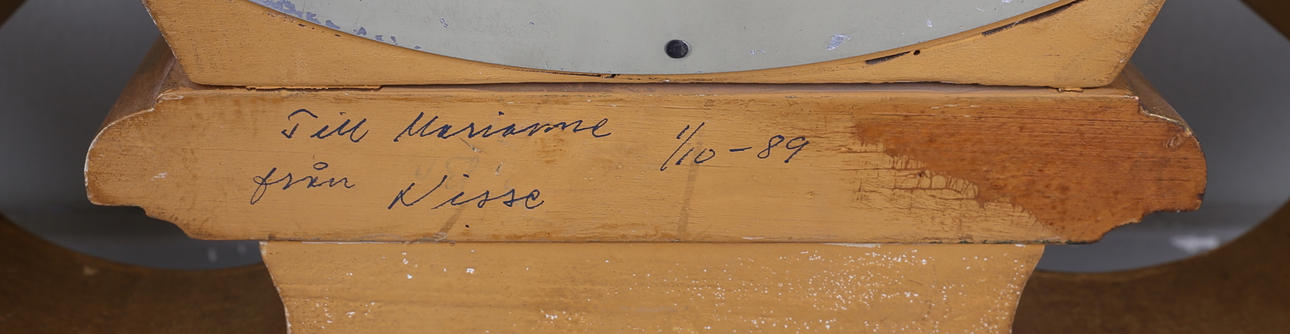 Till Marianne 1/10-89
från Nisse